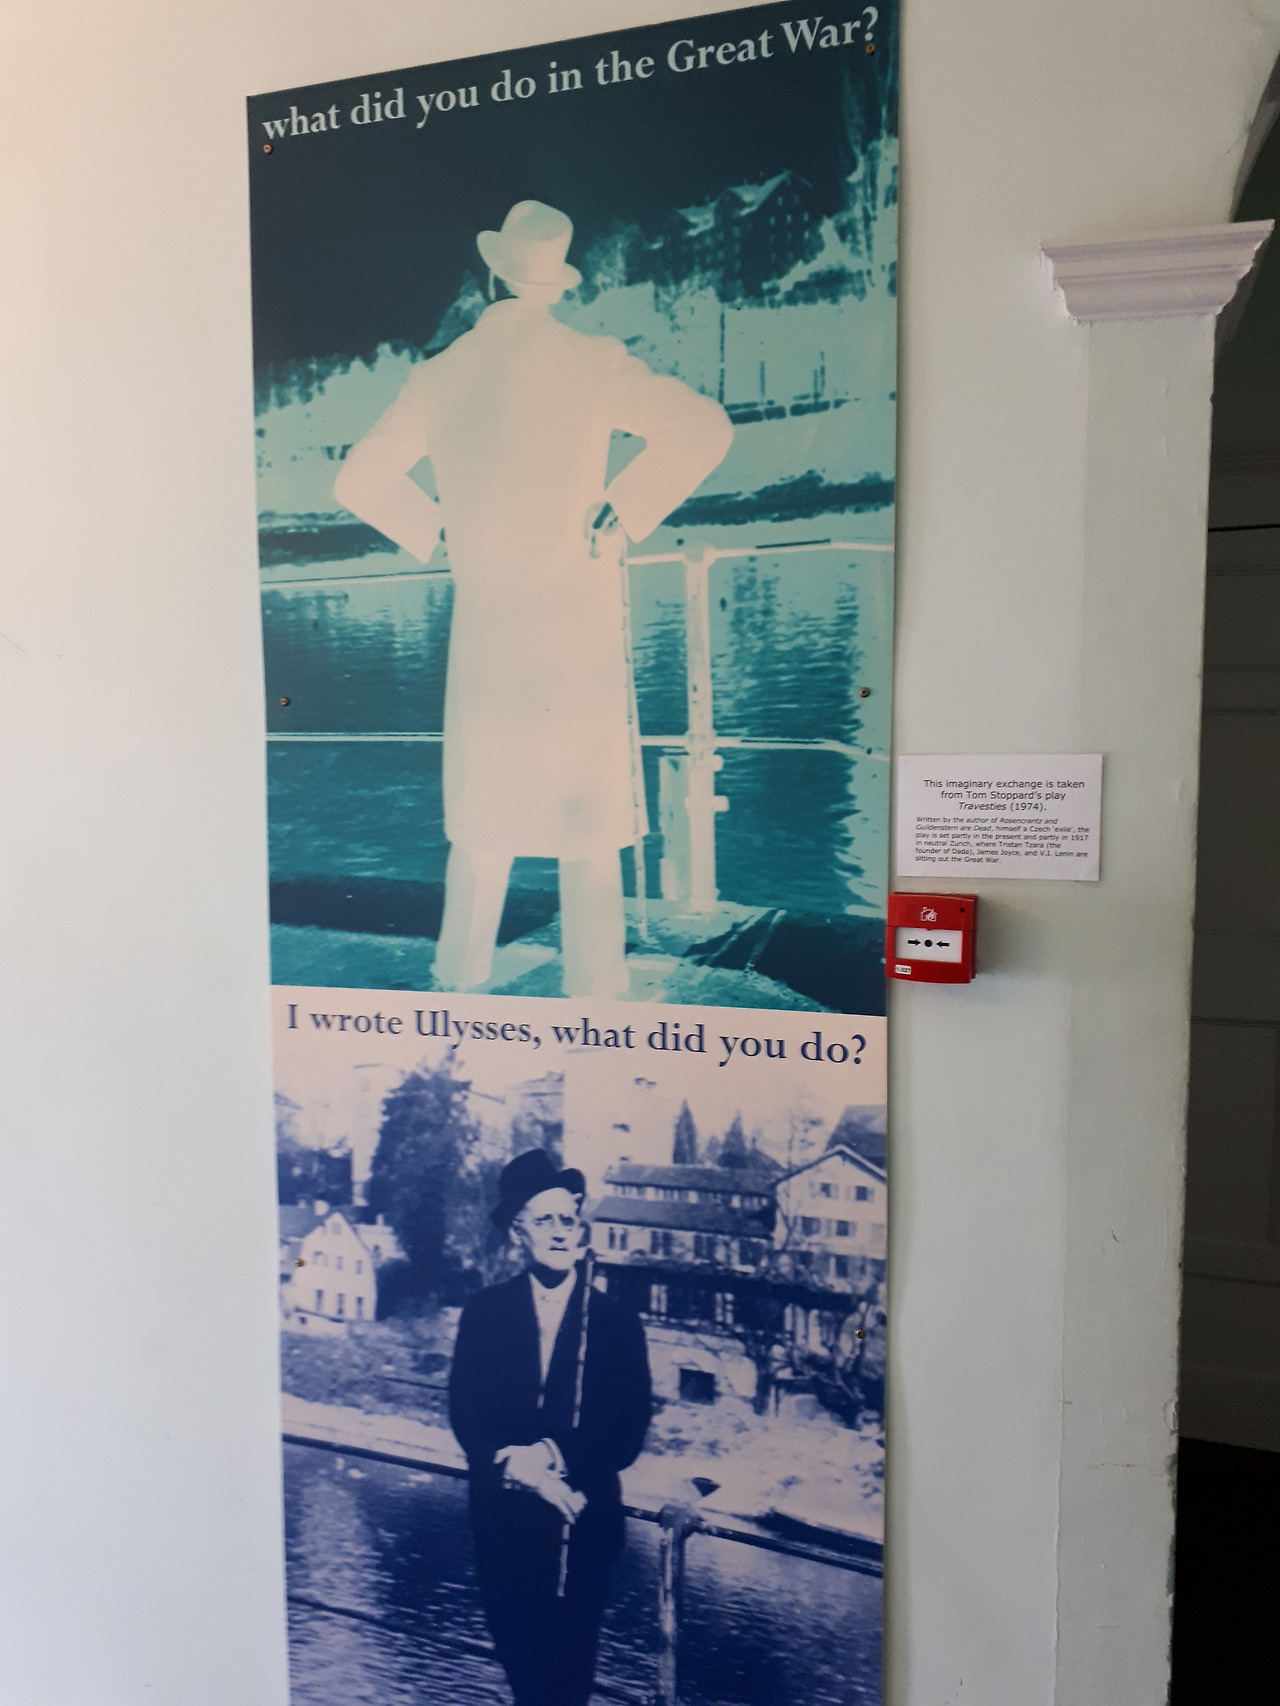 what did you do in the Great War?
I wrote Ulysses, what did you do?
This imaginary exchange is taken
from Tom Stoppard's play
Travesties (1974).
Written by the author of Rosencrantz and
Guildenstern are Dead, himself a Czech 'exile', the
play is set partly in the present and partly in 1917
in neutral Zurich, where Tristan Tzara (the
founder of Dada), James Joyce, and V.I. Lenin are
sitting out the Great War.